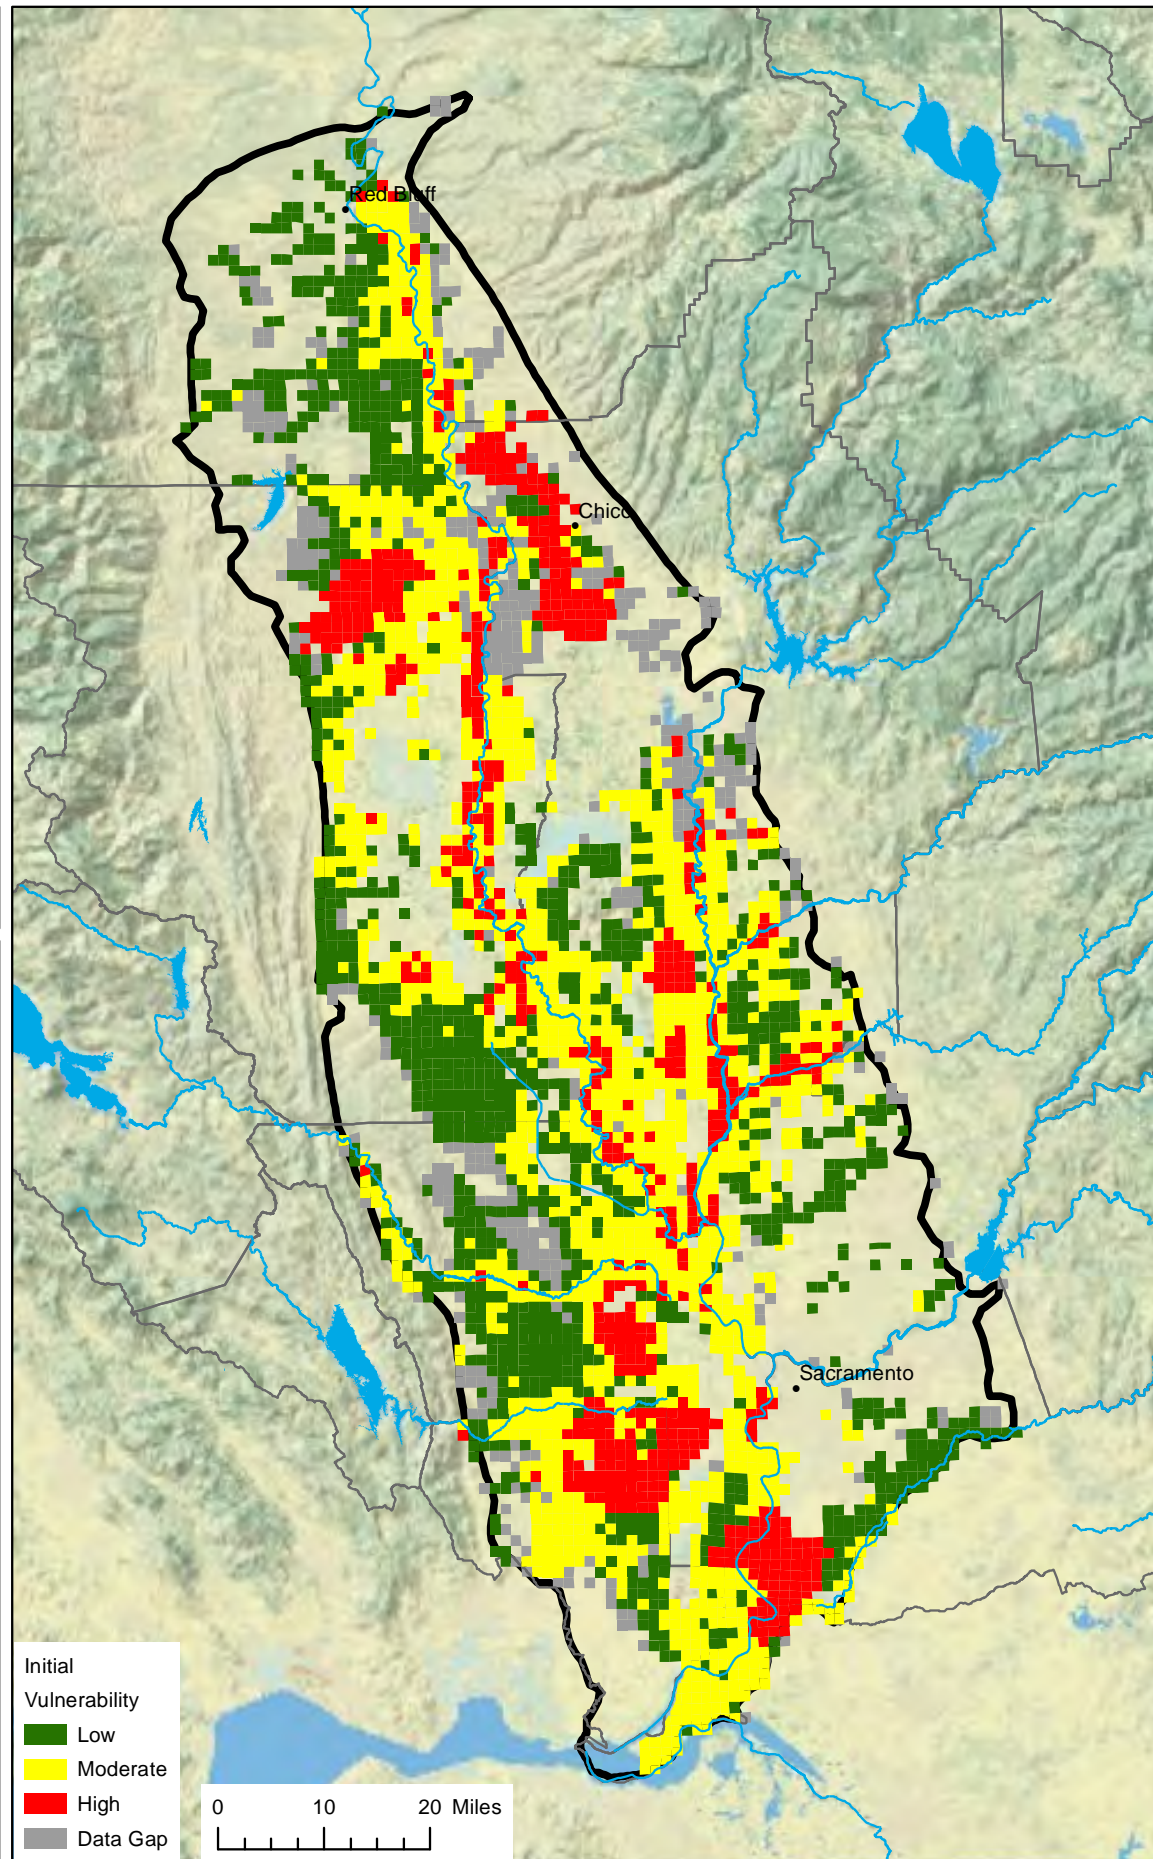 Red Bluff
Chico
Sacramento
Initial
Vulnerability
Low
Moderate
High
Data Gap
0 10 20 Miles